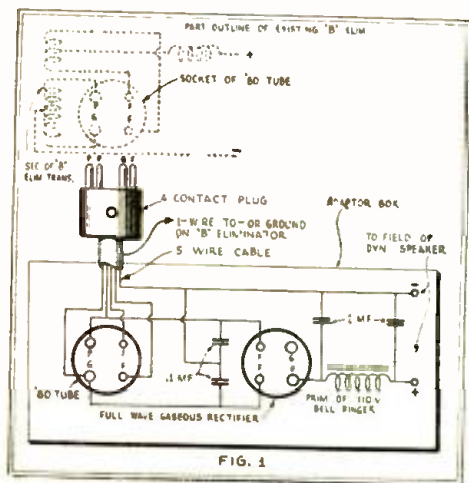 PART OUTLINE OF EXISTING "B" ELIM
+
SOCKET OF '80 TUBE
P F
G F
-
SEC OF "B"
ELIM TRANS.
P F G F
4 CONTACT PLUG
1-WIRE TO - OR GROUND
ON "B" ELIMINATOR
5 WIRE CABLE
ADAPTOR BOX
TO FIELD OF
DYN SPEAKER
-
1 MF
P F
G F
.1 MF
F G
F P
+
'80 TUBE
FULL WAVE GASEOUS RECTIFIER
PRIM OF 110 V
BELL RINGER
FIG. 1